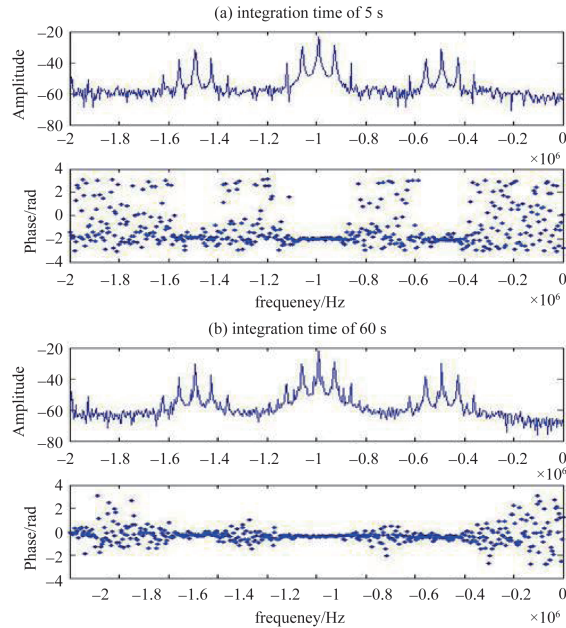 (a) integration time of 5 s
−20
−40
−60
−80
Amplitude
−2 −1.8 −1.6 −1.4 −1.2 −1 −0.8 −0.6 −0.4 −0.2 0
×10⁶
4
2
0
−2
−4
Phase/rad
−2 −1.8 −1.6 −1.4 −1.2 −1 −0.8 −0.6 −0.4 −0.2 0
frequeney/Hz
×10⁶
(b) integration time of 60 s
−20
−40
−60
−80
Amplitude
−2 −1.8 −1.6 −1.4 −1.2 −1 −0.8 −0.6 −0.4 −0.2 0
×10⁶
4
2
0
2
4
Phase/rad
−2 −1.8 −1.6 −1.4 −1.2 −1 −0.8 −0.6 −0.4 −0.2 0
frequeney/Hz
×10⁶